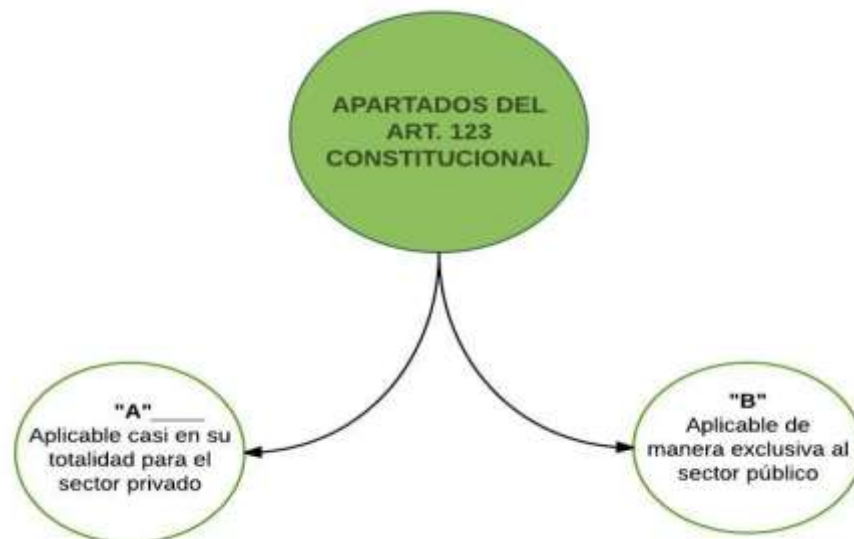 APARTADOS DEL
ART. 123
CONSTITUCIONAL
"A"____
Aplicable casi en su
totalidad para el
sector privado
"B"
Aplicable de
manera exclusiva al
sector público